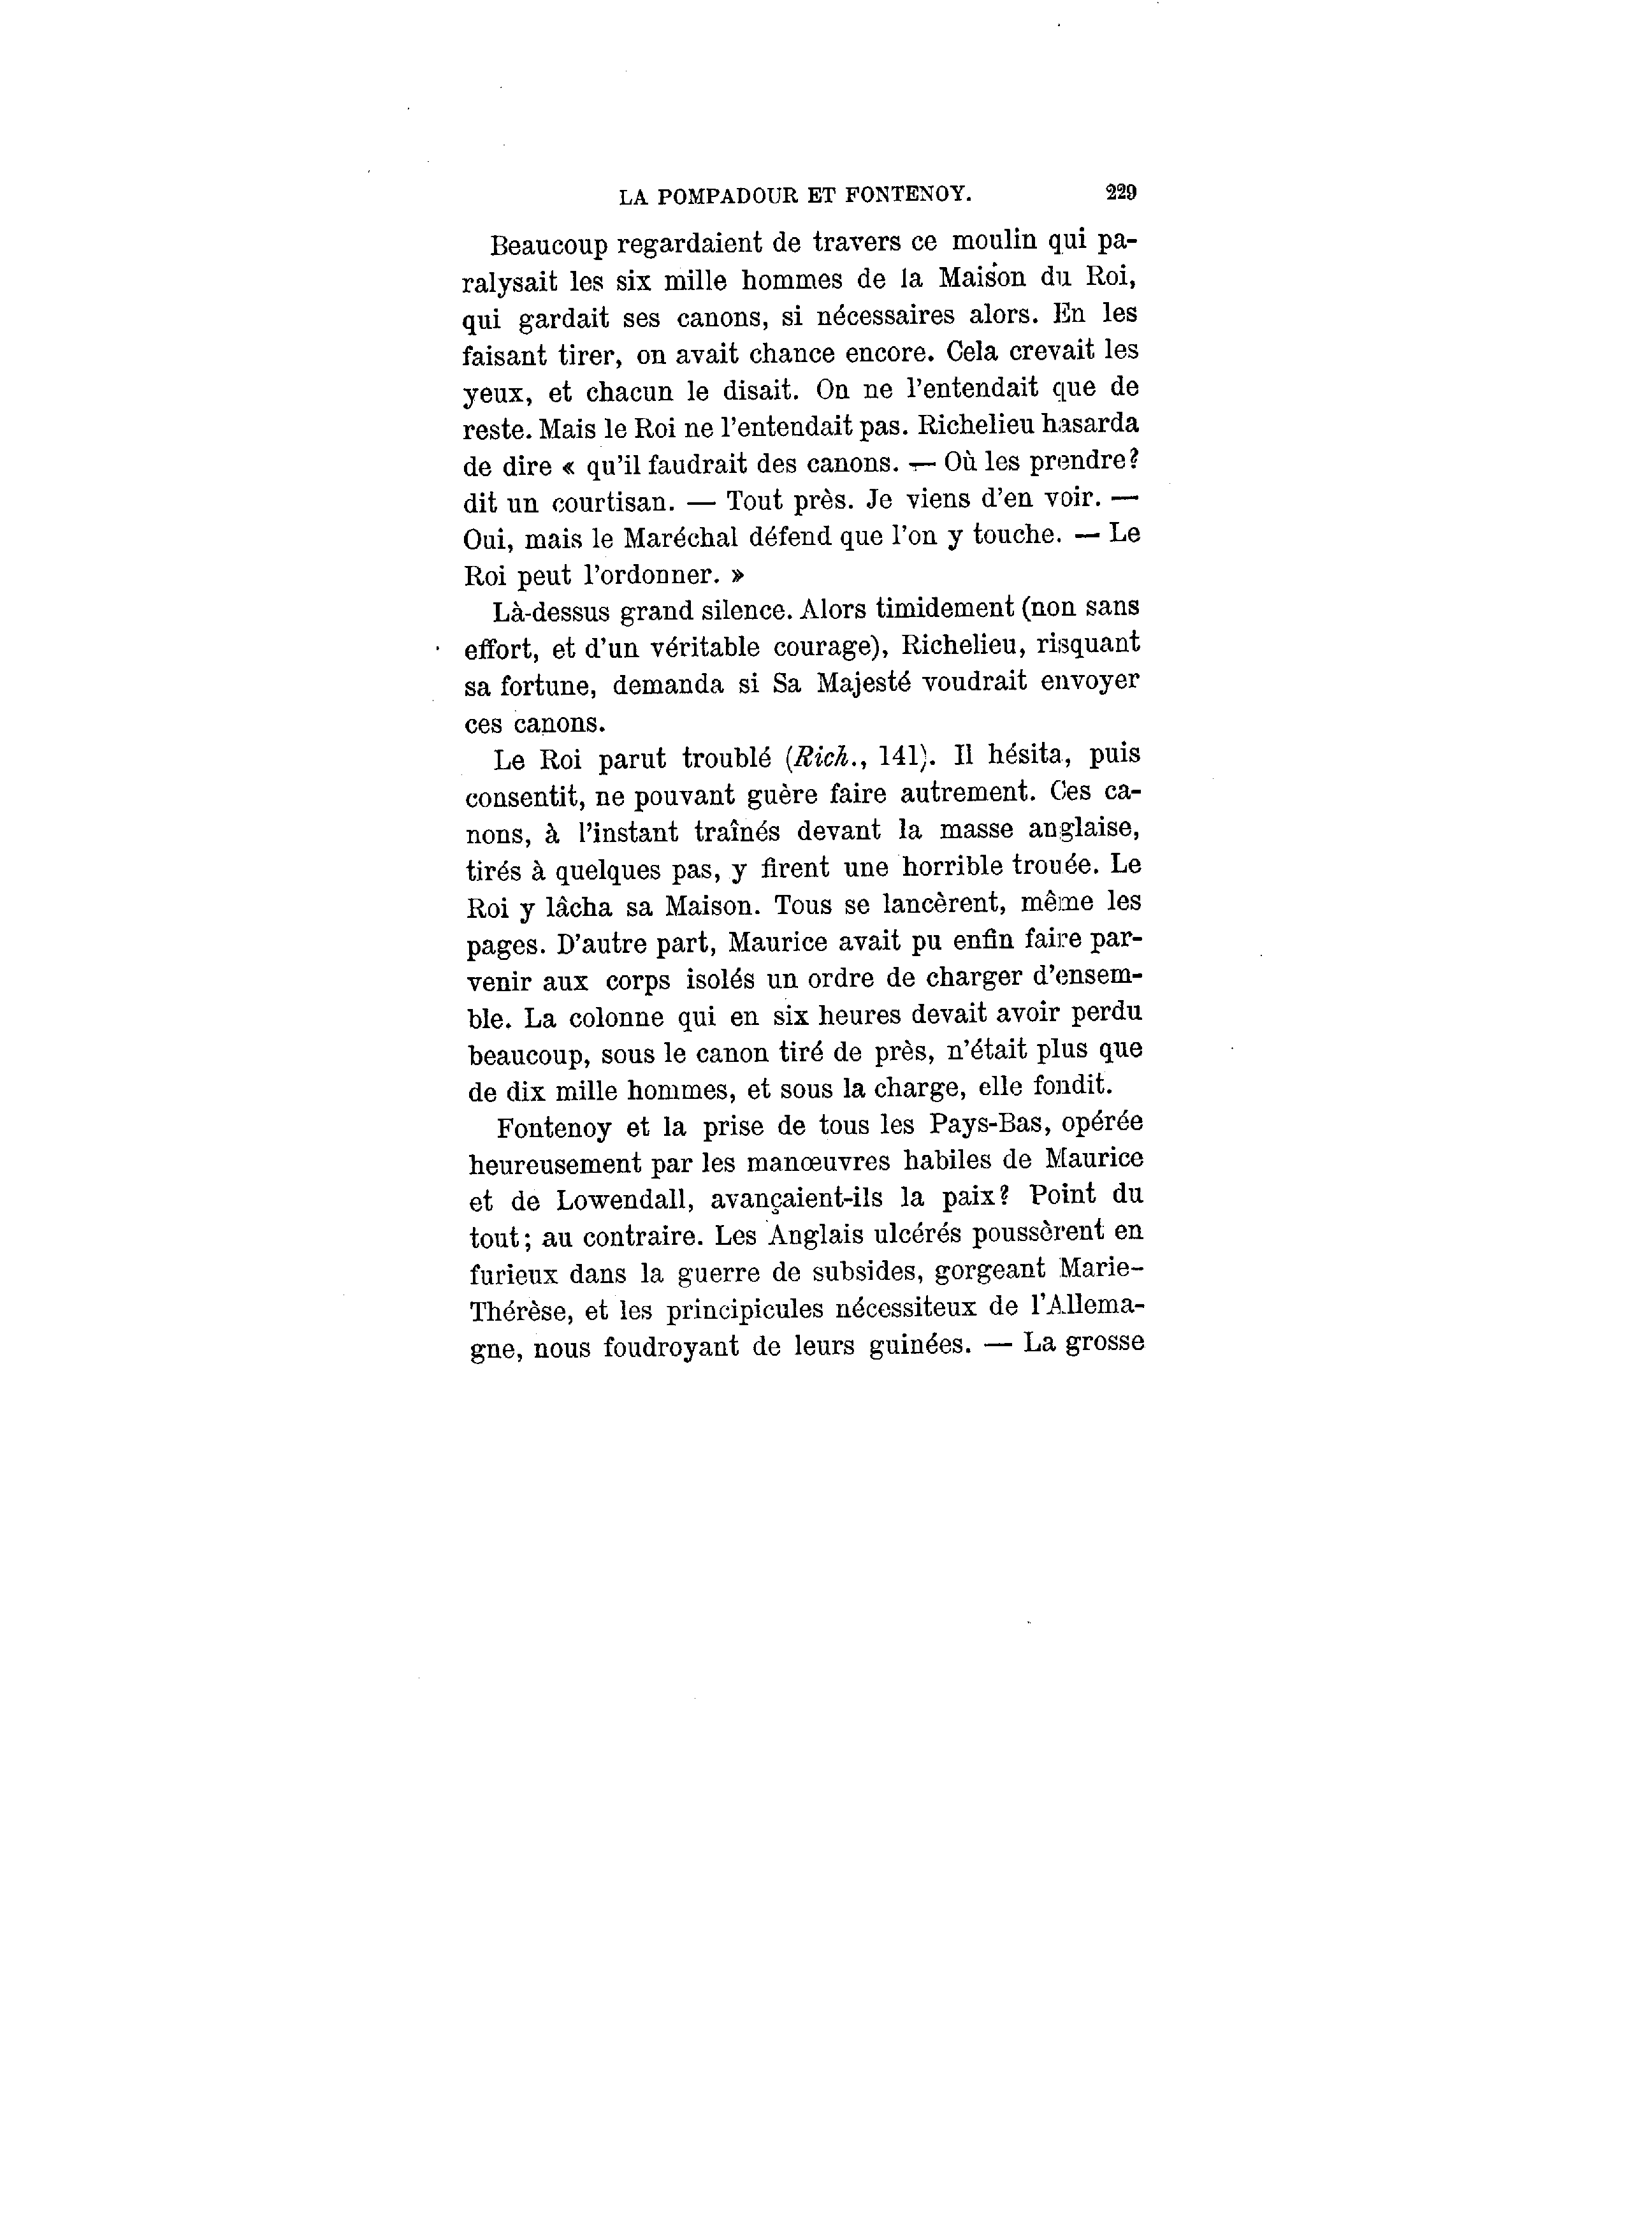 LA POMPADOUR ET FONTENOY. 229
Beaucoup regardaient de travers ce moulin qui pa-
ralysait les six mille hommes de la Maison du Roi,
qui gardait ses canons, si nécessaires alors. En les
faisant tirer, on avait chance encore. Cela crevait les
yeux, et chacun le disait. On ne l'entendait que de
reste. Mais le Roi ne l'entendait pas. Richelieu hasarda
de dire « qu'il faudrait des canons. — Où les prendre?
dit un courtisan. — Tout près. Je viens d'en voir. —
Oui, mais le Maréchal défend que l'on y touche. — Le
Roi peut l'ordonner. »
Là-dessus grand silence. Alors timidement (non sans
effort, et d'un véritable courage), Richelieu, risquant
sa fortune, demanda si Sa Majesté voudrait envoyer
ces canons.
Le Roi parut troublé (Rich., 141). Il hésita, puis
consentit, ne pouvant guère faire autrement. Ces ca-
nons, à l'instant traînés devant la masse anglaise,
tirés à quelques pas, y firent une horrible trouée. Le
Roi y lâcha sa Maison. Tous se lancèrent, même les
pages. D'autre part, Maurice avait pu enfin faire par-
venir aux corps isolés un ordre de charger d'ensem-
ble. La colonne qui en six heures devait avoir perdu
beaucoup, sous le canon tiré de près, n'était plus que
de dix mille hommes, et sous la charge, elle fondit.
Fontenoy et la prise de tous les Pays-Bas, opérée
heureusement par les manœuvres habiles de Maurice
et de Lowendall, avançaient-ils la paix? Point du
tout; au contraire. Les Anglais ulcérés poussèrent en
furieux dans la guerre de subsides, gorgeant Marie-
Thérèse, et les principicules nécessiteux de l'Allema-
gne, nous foudroyant de leurs guinées. — La grosse